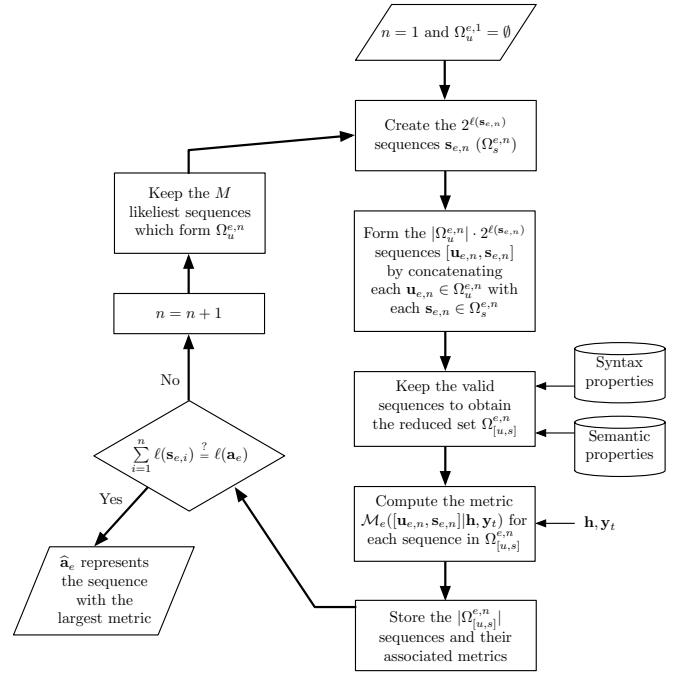 n = 1 and Ω_u^{e,1} = ∅
Create the 2^{ℓ(s_{e,n})}
sequences s_{e,n} (Ω_s^{e,n})
Form the |Ω_u^{e,n}| · 2^{ℓ(s_{e,n})}
sequences [u_{e,n}, s_{e,n}]
by concatenating
each u_{e,n} ∈ Ω_u^{e,n} with
each s_{e,n} ∈ Ω_s^{e,n}
Keep the valid
sequences to obtain
the reduced set Ω_{[u,s]}^{e,n}
Syntax
properties
Semantic
properties
Compute the metric
M_e([u_{e,n}, s_{e,n}]|h, y_t) for
each sequence in Ω_{[u,s]}^{e,n}
h, y_t
Store the |Ω_{[u,s]}^{e,n}|
sequences and their
associated metrics
∑_{i=1}^{n} ℓ(s_{e,i}) ≟ ℓ(a_e)
Yes
â_e represents
the sequence
with the
largest metric
No
n = n + 1
Keep the M
likeliest sequences
which form Ω_u^{e,n}